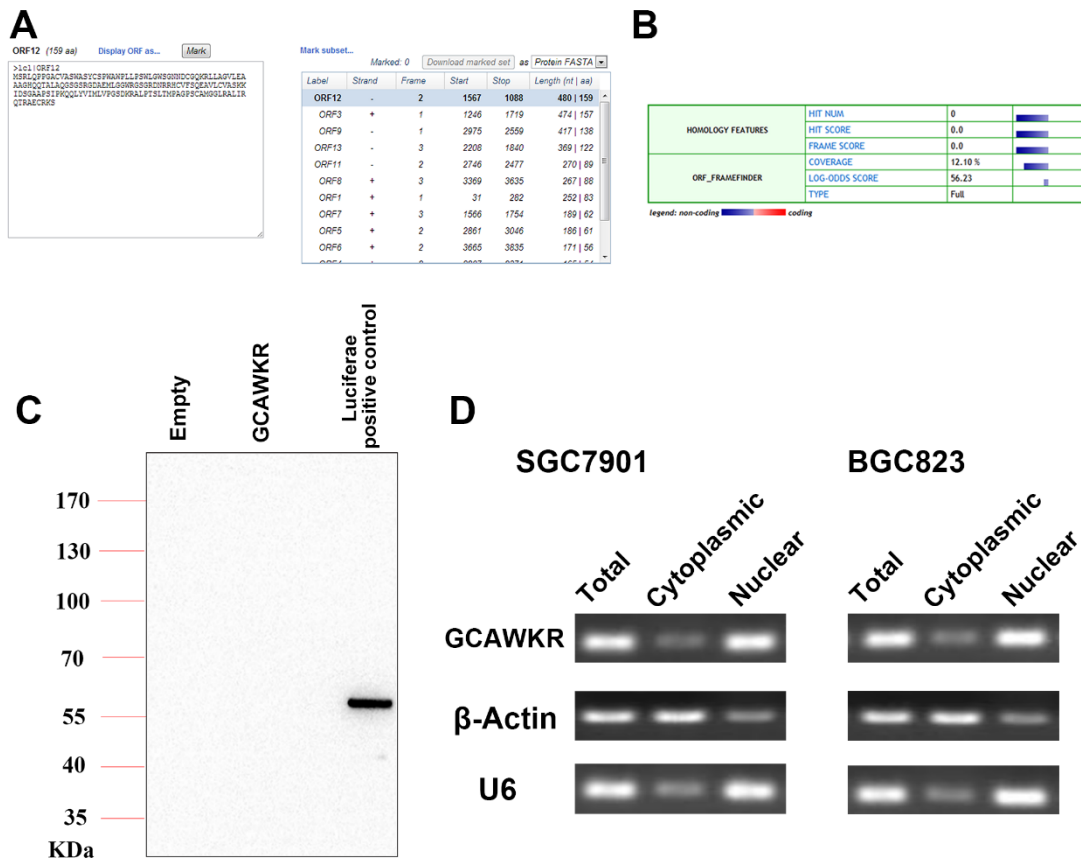 A
ORF12 (159 aa) Display ORF as... Mark
>lcl|ORF12
MSRLQPPGACVASWASYCSPWAWPLLPSWLGWSGNNDCGQKRLLAGVLEA
AAGHQQTALAQGSGSRGDAEMLGGWRGSGRDNRRHCVFSQEAVLCVASKK
IDSGAAPSIPKQQLYVIMLVPGSDKRALPTSLTMPAGPSCAMGGLRALIR
QTRAECRKS
Mark subset...
Marked: 0 Download marked set as Protein FASTA
Label Strand Frame Start Stop Length (nt | aa)
ORF12 - 2 1567 1088 480 | 159
ORF3 + 1 1246 1719 474 | 157
ORF9 - 1 2975 2559 417 | 138
ORF13 - 3 2208 1840 369 | 122
ORF11 - 2 2746 2477 270 | 89
ORF8 + 3 3369 3635 267 | 88
ORF1 + 1 31 282 252 | 83
ORF7 + 3 1566 1754 189 | 62
ORF5 + 2 2861 3046 186 | 61
ORF6 + 2 3665 3835 171 | 56
B
HOMOLOGY FEATURES
HIT NUM 0
HIT SCORE 0.0
FRAME SCORE 0.0
ORF_FRAMEFINDER
COVERAGE 12.10 %
LOG-ODDS SCORE 56.23
TYPE Full
legend: non-coding coding
C
Empty
GCAWKR
Luciferae
positive control
170
130
100
70
55
40
35
KDa
D
SGC7901 BGC823
Total Cytoplasmic Nuclear Total Cytoplasmic Nuclear
GCAWKR
β-Actin
U6